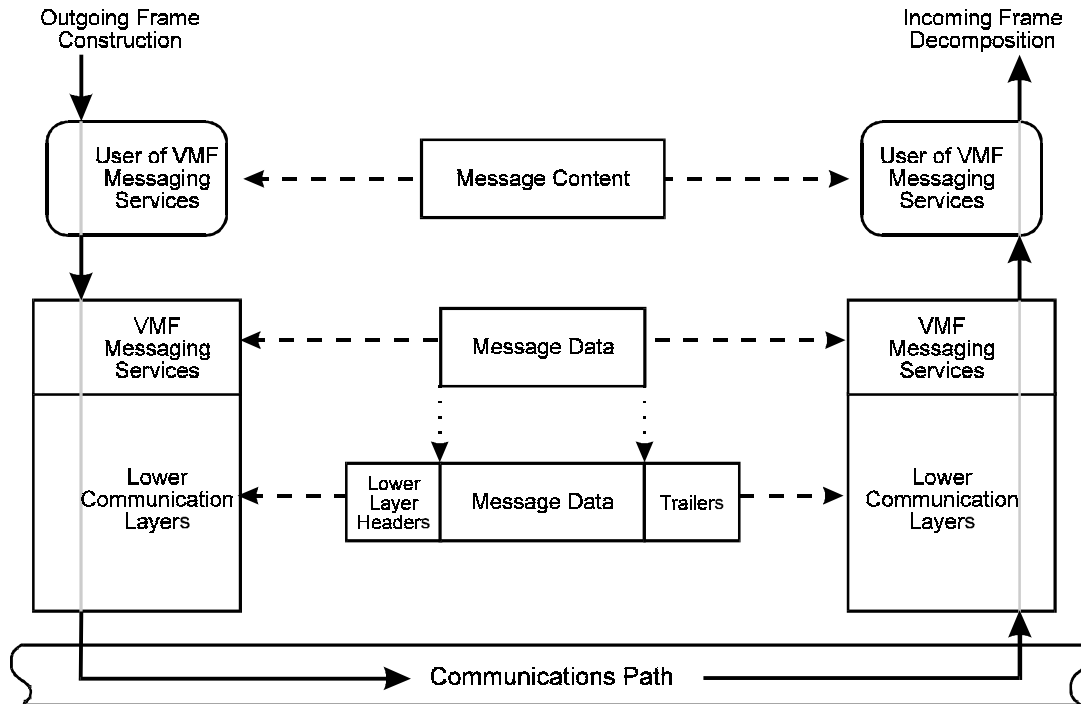 Outgoing Frame
Construction
Incoming Frame
Decomposition
User of VMF
Messaging
Services
Message Content
User of VMF
Messaging
Services
VMF
Messaging
Services
Message Data
VMF
Messaging
Services
Lower
Communication
Layers
Lower
Layer
Headers
Message Data
Trailers
Lower
Communication
Layers
Communications Path